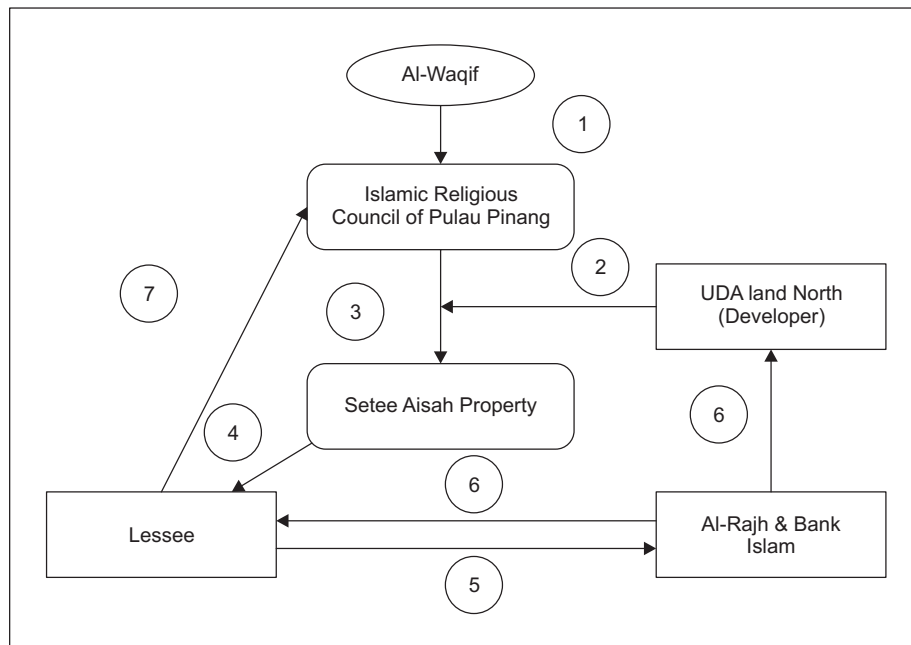 Al-Waqif
1
Islamic Religious
Council of Pulau Pinang
2
UDA land North
(Developer)
7
3
Setee Aisah Property
6
4
6
Lessee
Al-Rajh & Bank
Islam
5